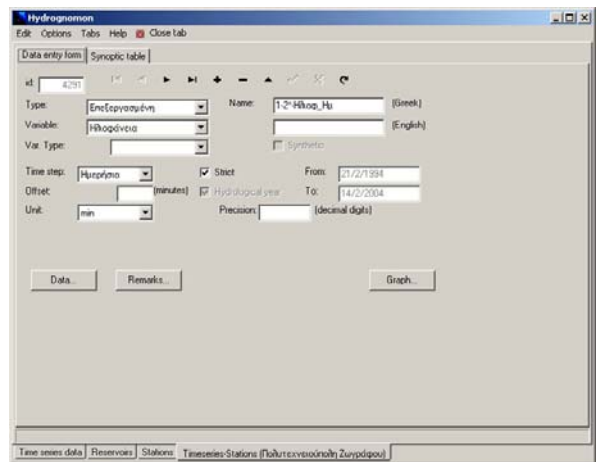 Hydrognomon
Edit Options Tabs Help Close tab
Data entry form Synoptic table
id: 4291
Type: Επεξεργασμένη Name: 1-2"-Ηλιοφ_Ημ (Greek)
Variable: Ηλιοφάνεια (English)
Var. Type: Synthetic
Time step: Ημερήσιο Strict From: 21/2/1994
Offset: (minutes) Hydrological year To: 14/2/2004
Unit: min Precision: (decimal digits)
Data... Remarks... Graph...
Time series data Reservoirs Stations Timeseries-Stations (Πολυτεχνειούπολη Ζωγράφου)